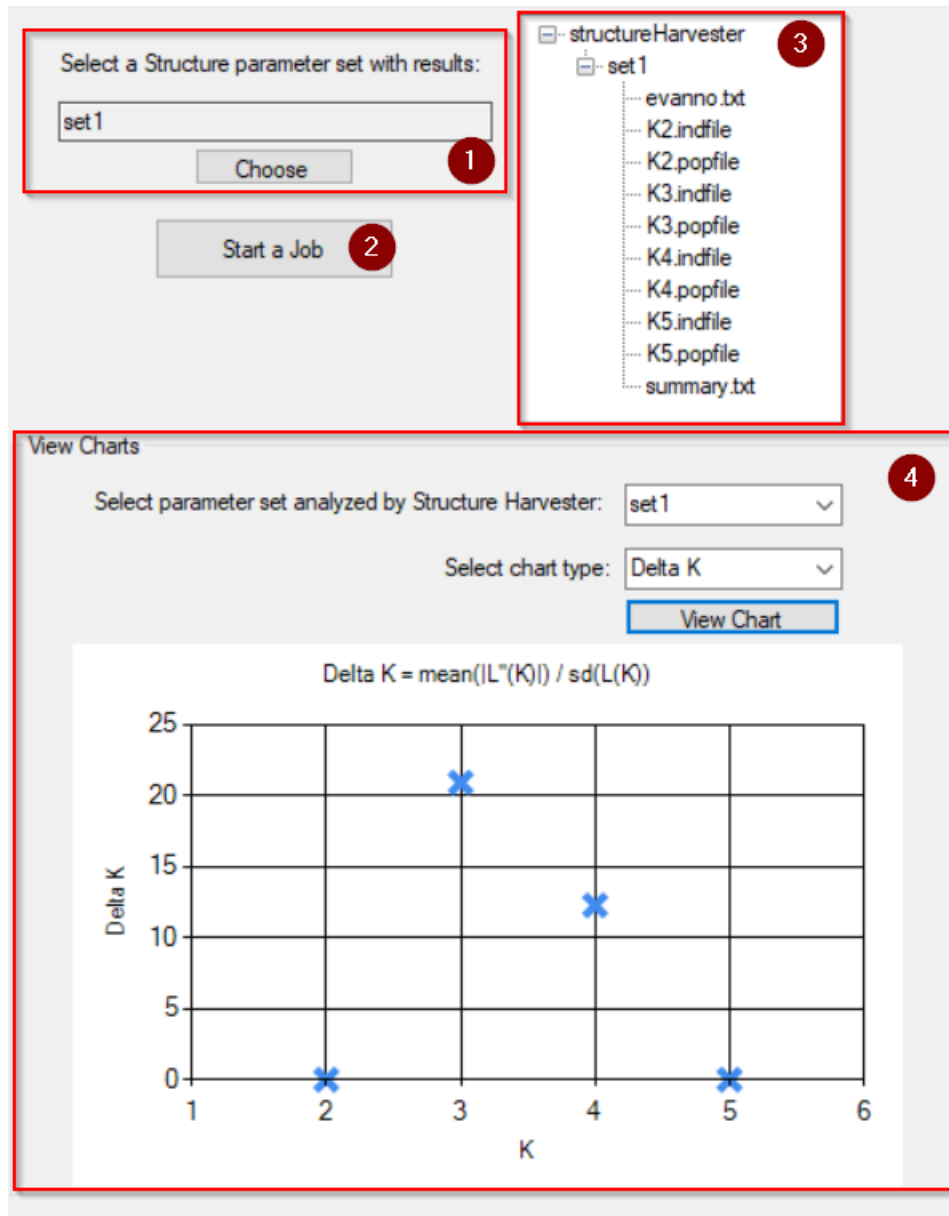 Select a Structure parameter set with results:
set1
Choose
1
Start a Job
2
structureHarvester
3
set1
evanno.txt
K2.indfile
K2.popfile
K3.indfile
K3.popfile
K4.indfile
K4.popfile
K5.indfile
K5.popfile
summary.txt
View Charts
4
Select parameter set analyzed by Structure Harvester: set1
Select chart type: Delta K
View Chart
Delta K = mean(|L"(K)|) / sd(L(K))
25
20
15
10
5
0
Delta K
1 2 3 4 5 6
K